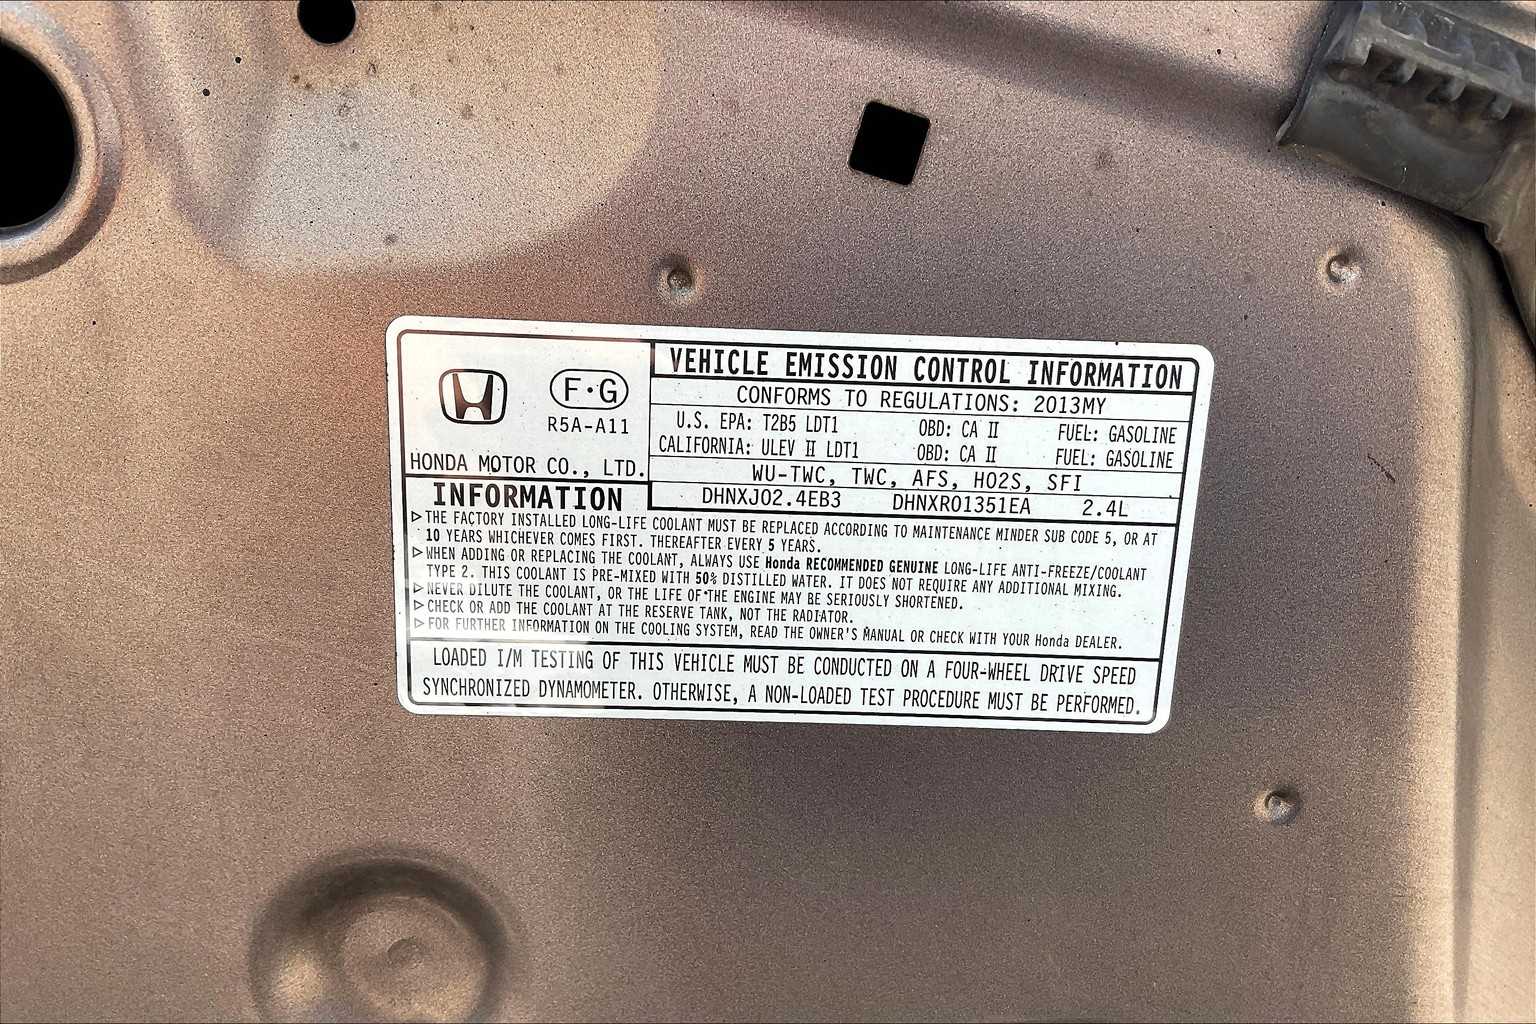 F·G
R5A-A11
HONDA MOTOR CO., LTD.
VEHICLE EMISSION CONTROL INFORMATION
CONFORMS TO REGULATIONS: 2013MY
U.S. EPA: T2B5 LDT1 OBD: CA II FUEL: GASOLINE
CALIFORNIA: ULEV II LDT1 OBD: CA II FUEL: GASOLINE
WU-TWC, TWC, AFS, HO2S, SFI
DHNXJ02.4EB3 DHNXR01351EA 2.4L
INFORMATION
▷THE FACTORY INSTALLED LONG-LIFE COOLANT MUST BE REPLACED ACCORDING TO MAINTENANCE MINDER SUB CODE 5, OR AT
10 YEARS WHICHEVER COMES FIRST. THEREAFTER EVERY 5 YEARS.
▷WHEN ADDING OR REPLACING THE COOLANT, ALWAYS USE Honda RECOMMENDED GENUINE LONG-LIFE ANTI-FREEZE/COOLANT
TYPE 2. THIS COOLANT IS PRE-MIXED WITH 50% DISTILLED WATER. IT DOES NOT REQUIRE ANY ADDITIONAL MIXING.
▷NEVER DILUTE THE COOLANT, OR THE LIFE OF THE ENGINE MAY BE SERIOUSLY SHORTENED.
▷CHECK OR ADD THE COOLANT AT THE RESERVE TANK, NOT THE RADIATOR.
▷FOR FURTHER INFORMATION ON THE COOLING SYSTEM, READ THE OWNER'S MANUAL OR CHECK WITH YOUR Honda DEALER.
LOADED I/M TESTING OF THIS VEHICLE MUST BE CONDUCTED ON A FOUR-WHEEL DRIVE SPEED
SYNCHRONIZED DYNAMOMETER. OTHERWISE, A NON-LOADED TEST PROCEDURE MUST BE PERFORMED.